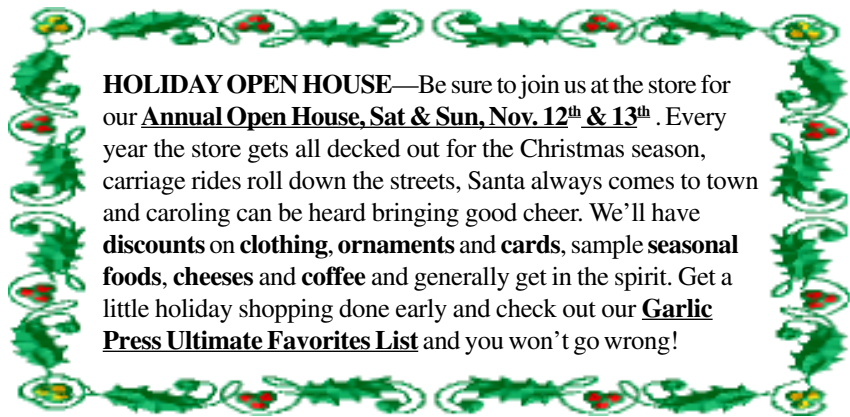 HOLIDAY OPEN HOUSE—Be sure to join us at the store for
our Annual Open House, Sat & Sun, Nov. 12th & 13th . Every
year the store gets all decked out for the Christmas season,
carriage rides roll down the streets, Santa always comes to town
and caroling can be heard bringing good cheer. We’ll have
discounts on clothing, ornaments and cards, sample seasonal
foods, cheeses and coffee and generally get in the spirit. Get a
little holiday shopping done early and check out our Garlic
Press Ultimate Favorites List and you won’t go wrong!